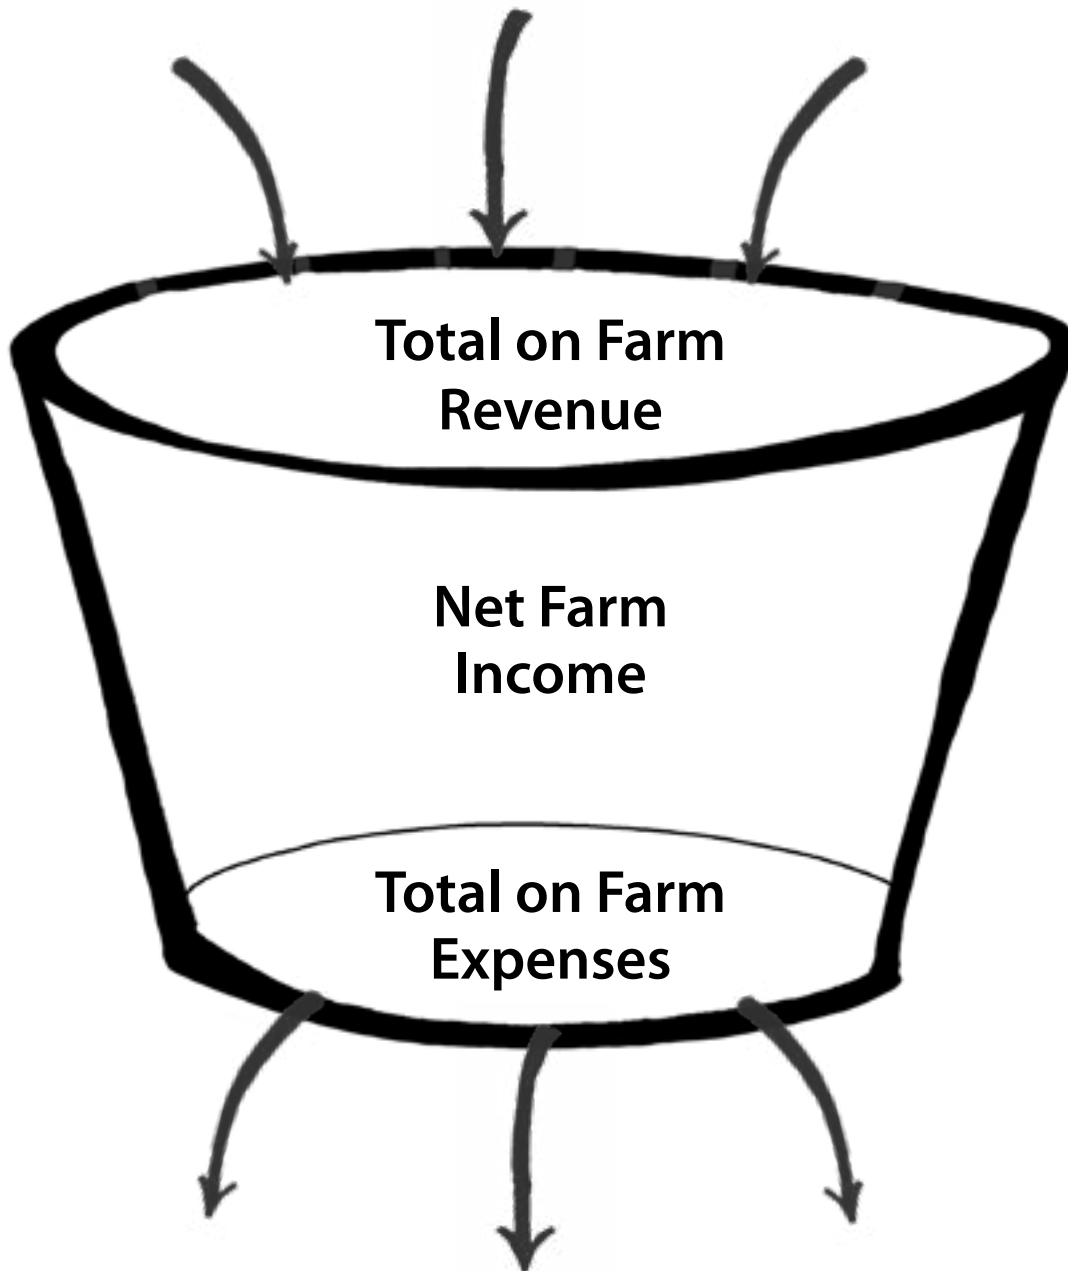 Total on Farm
Revenue
Net Farm
Income
Total on Farm
Expenses